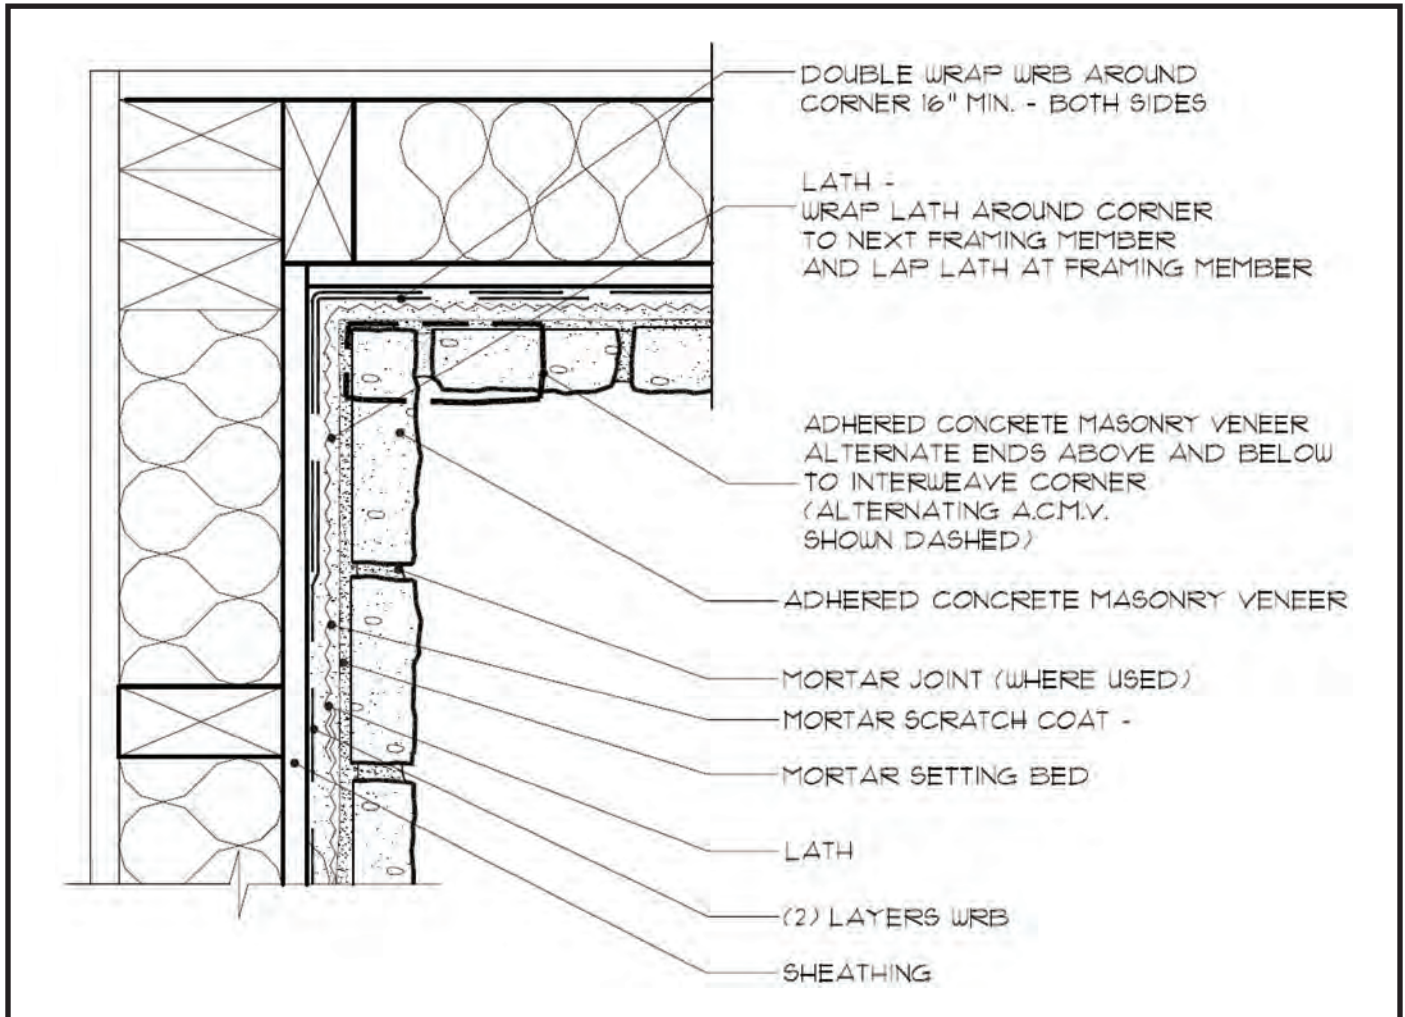 DOUBLE WRAP WRB AROUND
CORNER 16" MIN. - BOTH SIDES
LATH -
WRAP LATH AROUND CORNER
TO NEXT FRAMING MEMBER
AND LAP LATH AT FRAMING MEMBER
ADHERED CONCRETE MASONRY VENEER
ALTERNATE ENDS ABOVE AND BELOW
TO INTERWEAVE CORNER
(ALTERNATING A.C.M.V.
SHOWN DASHED)
ADHERED CONCRETE MASONRY VENEER
MORTAR JOINT (WHERE USED)
MORTAR SCRATCH COAT -
MORTAR SETTING BED
LATH
(2) LAYERS WRB
SHEATHING